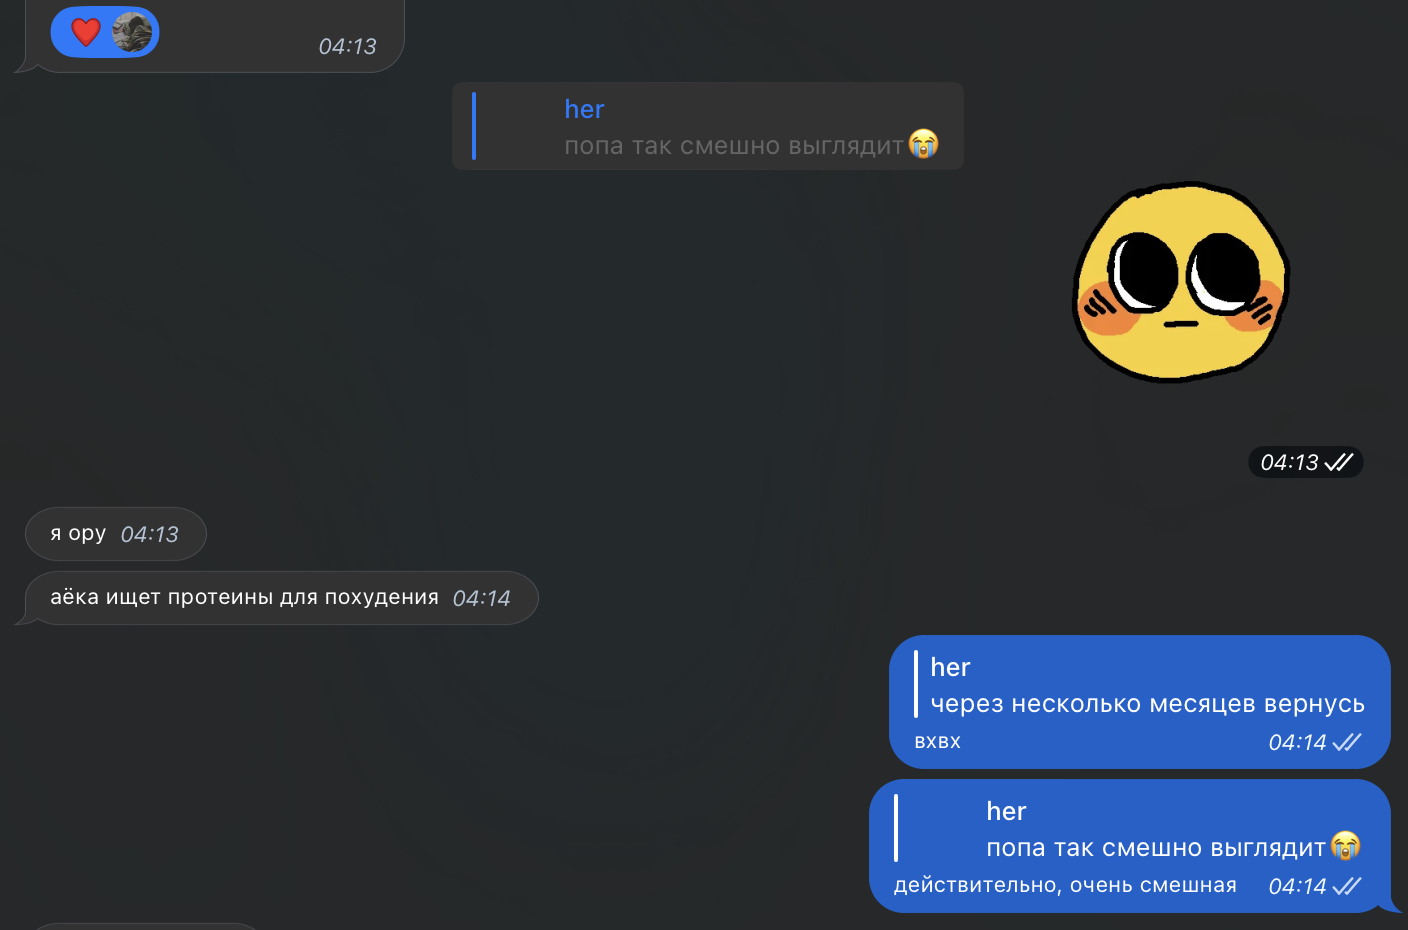 04:13
her
попа так смешно выглядит😭
04:13
я ору 04:13
аёка ищет протеины для похудения 04:14
her
через несколько месяцев вернусь
вхвх 04:14
her
попа так смешно выглядит😭
действительно, очень смешная 04:14